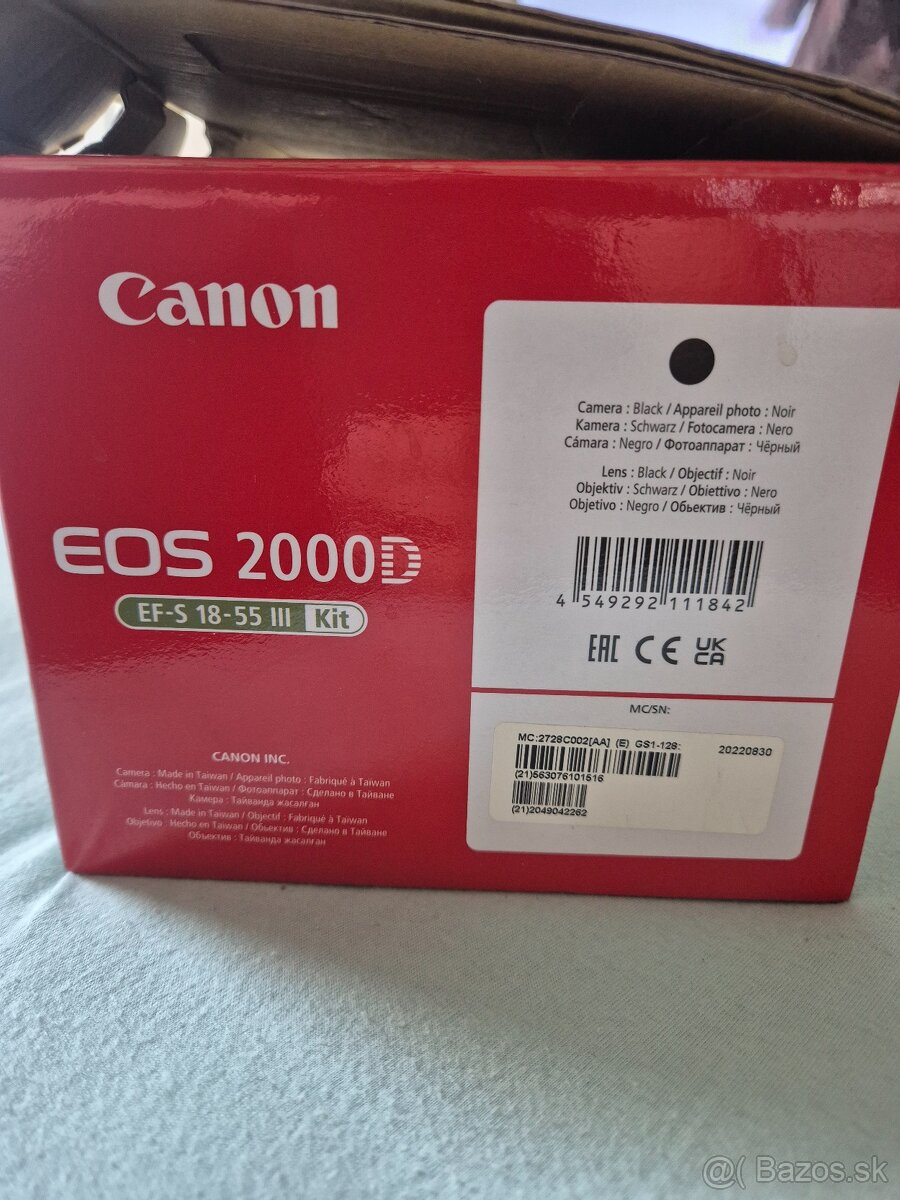 Canon
EOS 2000D
EF-S 18-55 III Kit
CANON INC.
Camera : Made in Taiwan / Appareil photo : Fabriqué à Taïwan
Cámara : Hecho en Taiwan / Фотоаппарат : Сделано в Тайване
Камера : Тайванда жасалган
Lens : Made in Taiwan / Objectif : Fabriqué à Taïwan
Objetivo : Hecho en Taiwan / Объектив : Сделано в Тайване
Объектив : Тайванда жасалган
Camera : Black / Appareil photo : Noir
Kamera : Schwarz / Fotocamera : Nero
Cámara : Negro / Фотоаппарат : Чёрный
Lens : Black / Objectif : Noir
Objektiv : Schwarz / Obiettivo : Nero
Objetivo : Negro / Объектив : Чёрный
4 549292 111842
EAC CE UK
CA
MC/SN:
MC:2728C002[AA] (E) GS1-128: 20220830
(21)563076101516
(21)2049042262
@( Bazos.sk